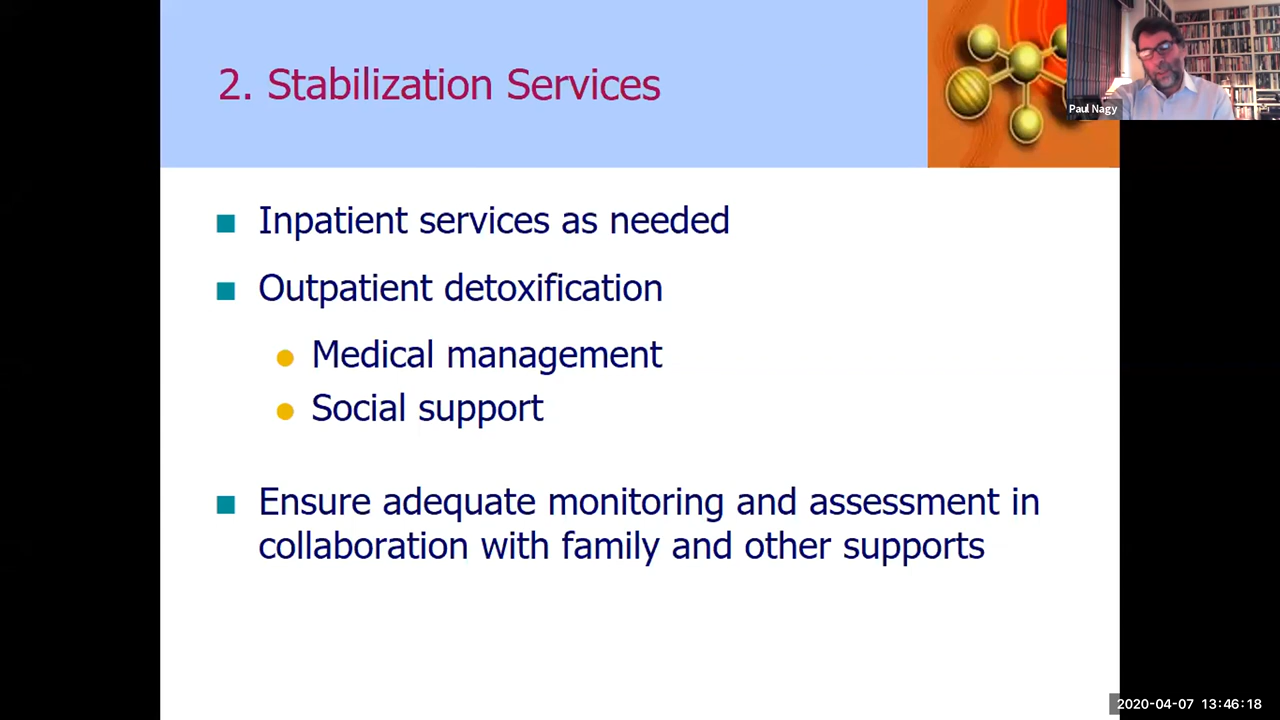 2. Stabilization Services
Paul Nagy
Inpatient services as needed
Outpatient detoxification
Medical management
Social support
Ensure adequate monitoring and assessment in
collaboration with family and other supports
2020-04-07 13:46:18